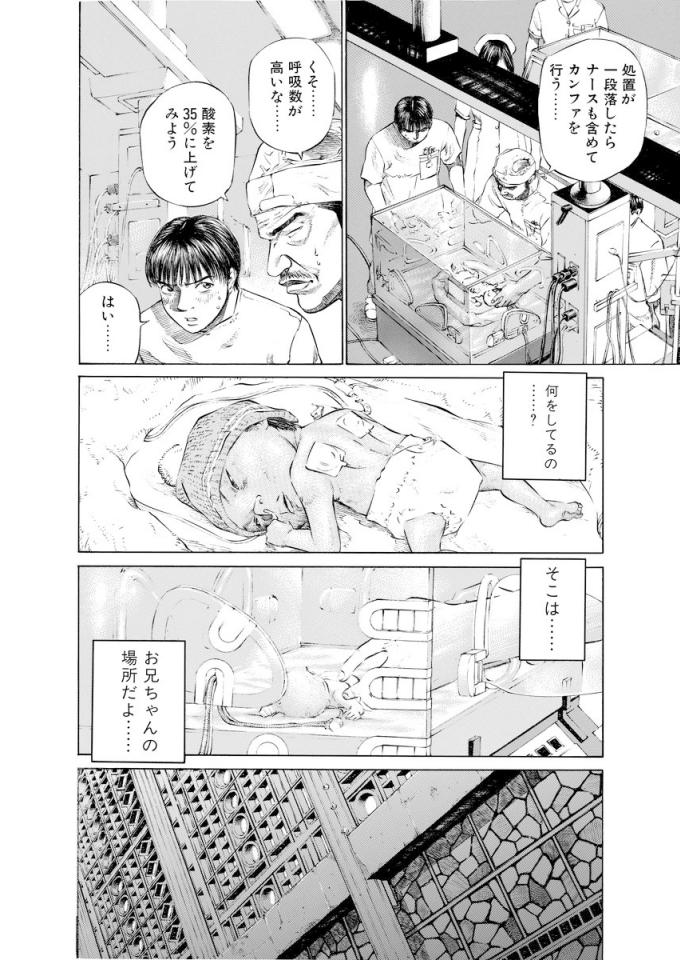 処置が
一段落したら
ナースも含めて
カンファを
行う……
くそ……
呼吸数が
高いな…
酸素を
35%に上げて
みよう
はい……
何をしてるの
……?
そこは……
お兄ちゃんの
場所だよ……